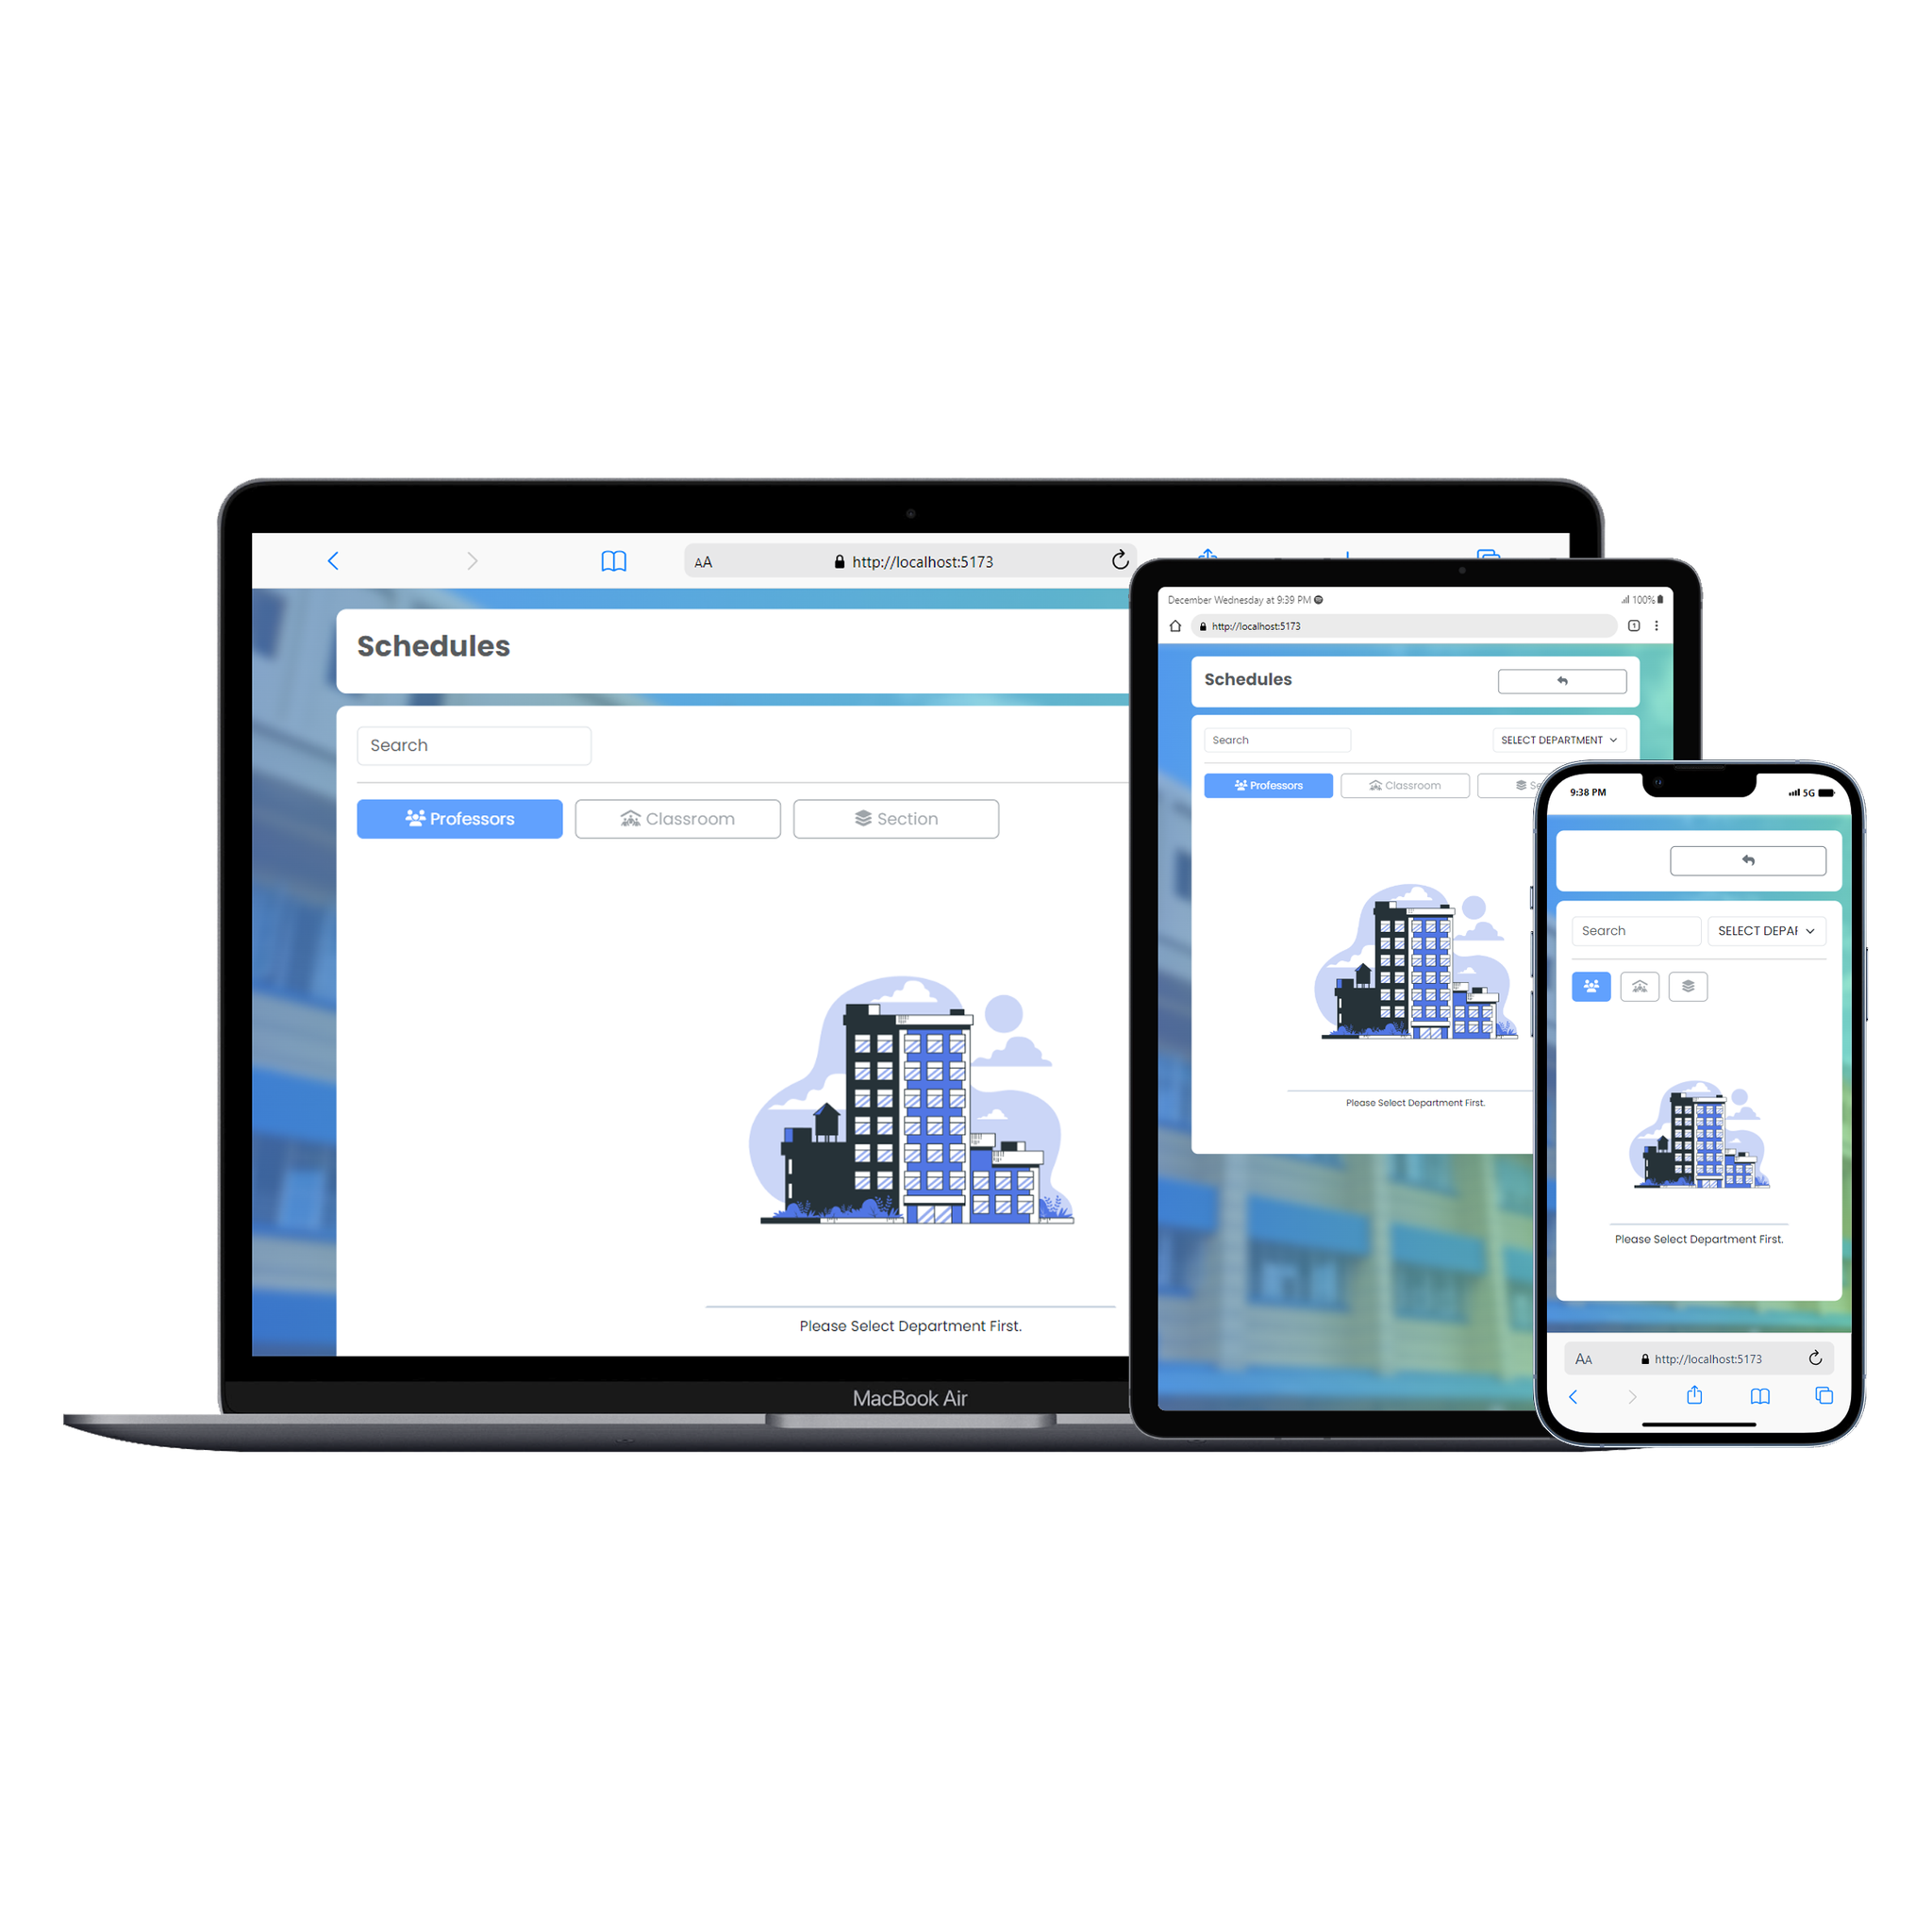 AA http://localhost:5173
Schedules
Search
Professors Classroom Section
Please Select Department First.
MacBook Air
December Wednesday at 9:39 PM 100%
http://localhost:5173 1
Schedules
Search SELECT DEPARTMENT
Professors Classroom
Please Select Department First.
9:38 PM 5G
Search SELECT DEPAR
Please Select Department First.
AA http://localhost:5173